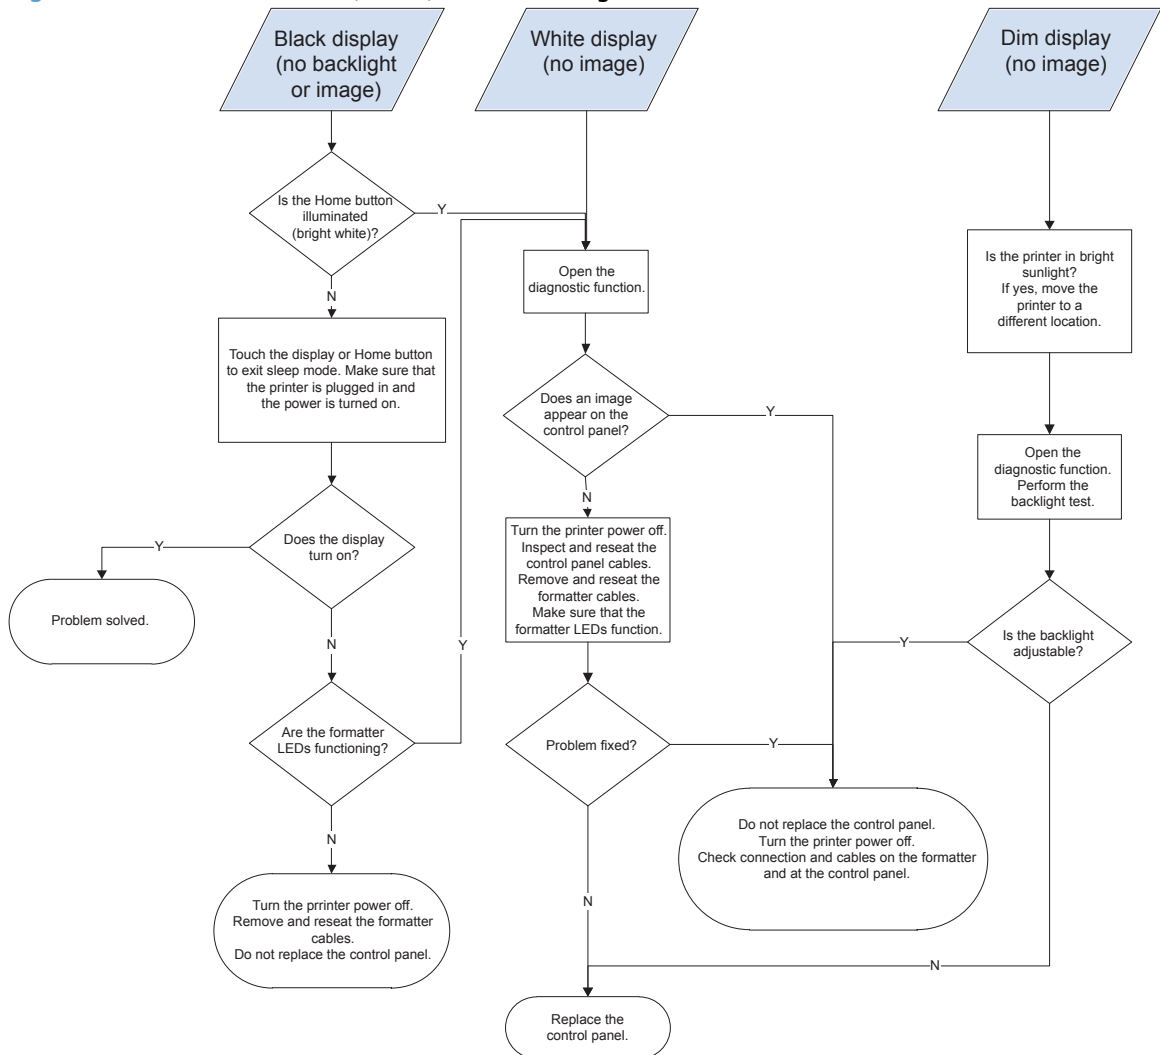 Black display
(no backlight
or image)
White display
(no image)
Dim display
(no image)
Is the Home button
illuminated
(bright white)?
Y
N
Touch the display or Home button
to exit sleep mode. Make sure that
the printer is plugged in and
the power is turned on.
Does the display
turn on?
Y
Problem solved.
N
Are the formatter
LEDs functioning?
Y
N
Turn the printer power off.
Remove and reseat the formatter
cables.
Do not replace the control panel.
Open the
diagnostic function.
Does an image
appear on the
control panel?
Y
N
Turn the printer power off.
Inspect and reseat the
control panel cables.
Remove and reseat the
formatter cables.
Make sure that the
formatter LEDs function.
Problem fixed?
Y
N
Do not replace the control panel.
Turn the printer power off.
Check connection and cables on the formatter
and at the control panel.
Replace the
control panel.
Is the printer in bright
sunlight?
If yes, move the
printer to a
different location.
Open the
diagnostic function.
Perform the
backlight test.
Is the backlight
adjustable?
Y
N